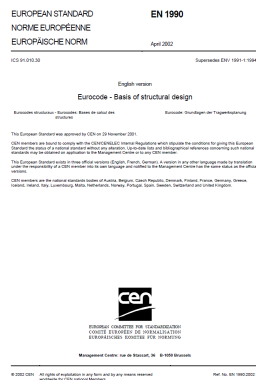 EUROPEAN STANDARD
EN 1990
NORME EUROPÉENNE
EUROPÄISCHE NORM
April 2002
ICS 91.010.30
Supersedes ENV 1991-1:1994
English version
Eurocode - Basis of structural design
Eurocodes structuraux - Eurocodes: Bases de calcul des
structures
Eurocode: Grundlagen der Tragwerksplanung
This European Standard was approved by CEN on 29 November 2001.
CEN members are bound to comply with the CEN/CENELEC Internal Regulations which stipulate the conditions for giving this European
Standard the status of a national standard without any alteration. Up-to-date lists and bibliographical references concerning such national
standards may be obtained on application to the Management Centre or to any CEN member.
This European Standard exists in three official versions (English, French, German). A version in any other language made by translation
under the responsibility of a CEN member into its own language and notified to the Management Centre has the same status as the official
versions.
CEN members are the national standards bodies of Austria, Belgium, Czech Republic, Denmark, Finland, France, Germany, Greece,
Iceland, Ireland, Italy, Luxembourg, Malta, Netherlands, Norway, Portugal, Spain, Sweden, Switzerland and United Kingdom.
cen
EUROPEAN COMMITTEE FOR STANDARDIZATION
COMITÉ EUROPÉEN DE NORMALISATION
EUROPÄISCHES KOMITEE FÜR NORMUNG
Management Centre: rue de Stassart, 36 B-1050 Brussels
© 2002 CEN All rights of exploitation in any form and by any means reserved
worldwide for CEN national Members.
Ref. No. EN 1990:2002